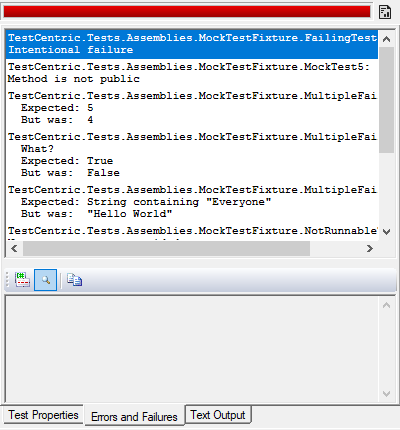 TestCentric.Tests.Assemblies.MockTestFixture.FailingTest
Intentional failure
TestCentric.Tests.Assemblies.MockTestFixture.MockTest5:
Method is not public
TestCentric.Tests.Assemblies.MockTestFixture.MultipleFai
Expected: 5
But was: 4
TestCentric.Tests.Assemblies.MockTestFixture.MultipleFai
What?
Expected: True
But was: False
TestCentric.Tests.Assemblies.MockTestFixture.MultipleFai
Expected: String containing "Everyone"
But was: "Hello World"
TestCentric.Tests.Assemblies.MockTestFixture.NotRunnable
Test Properties
Errors and Failures
Text Output